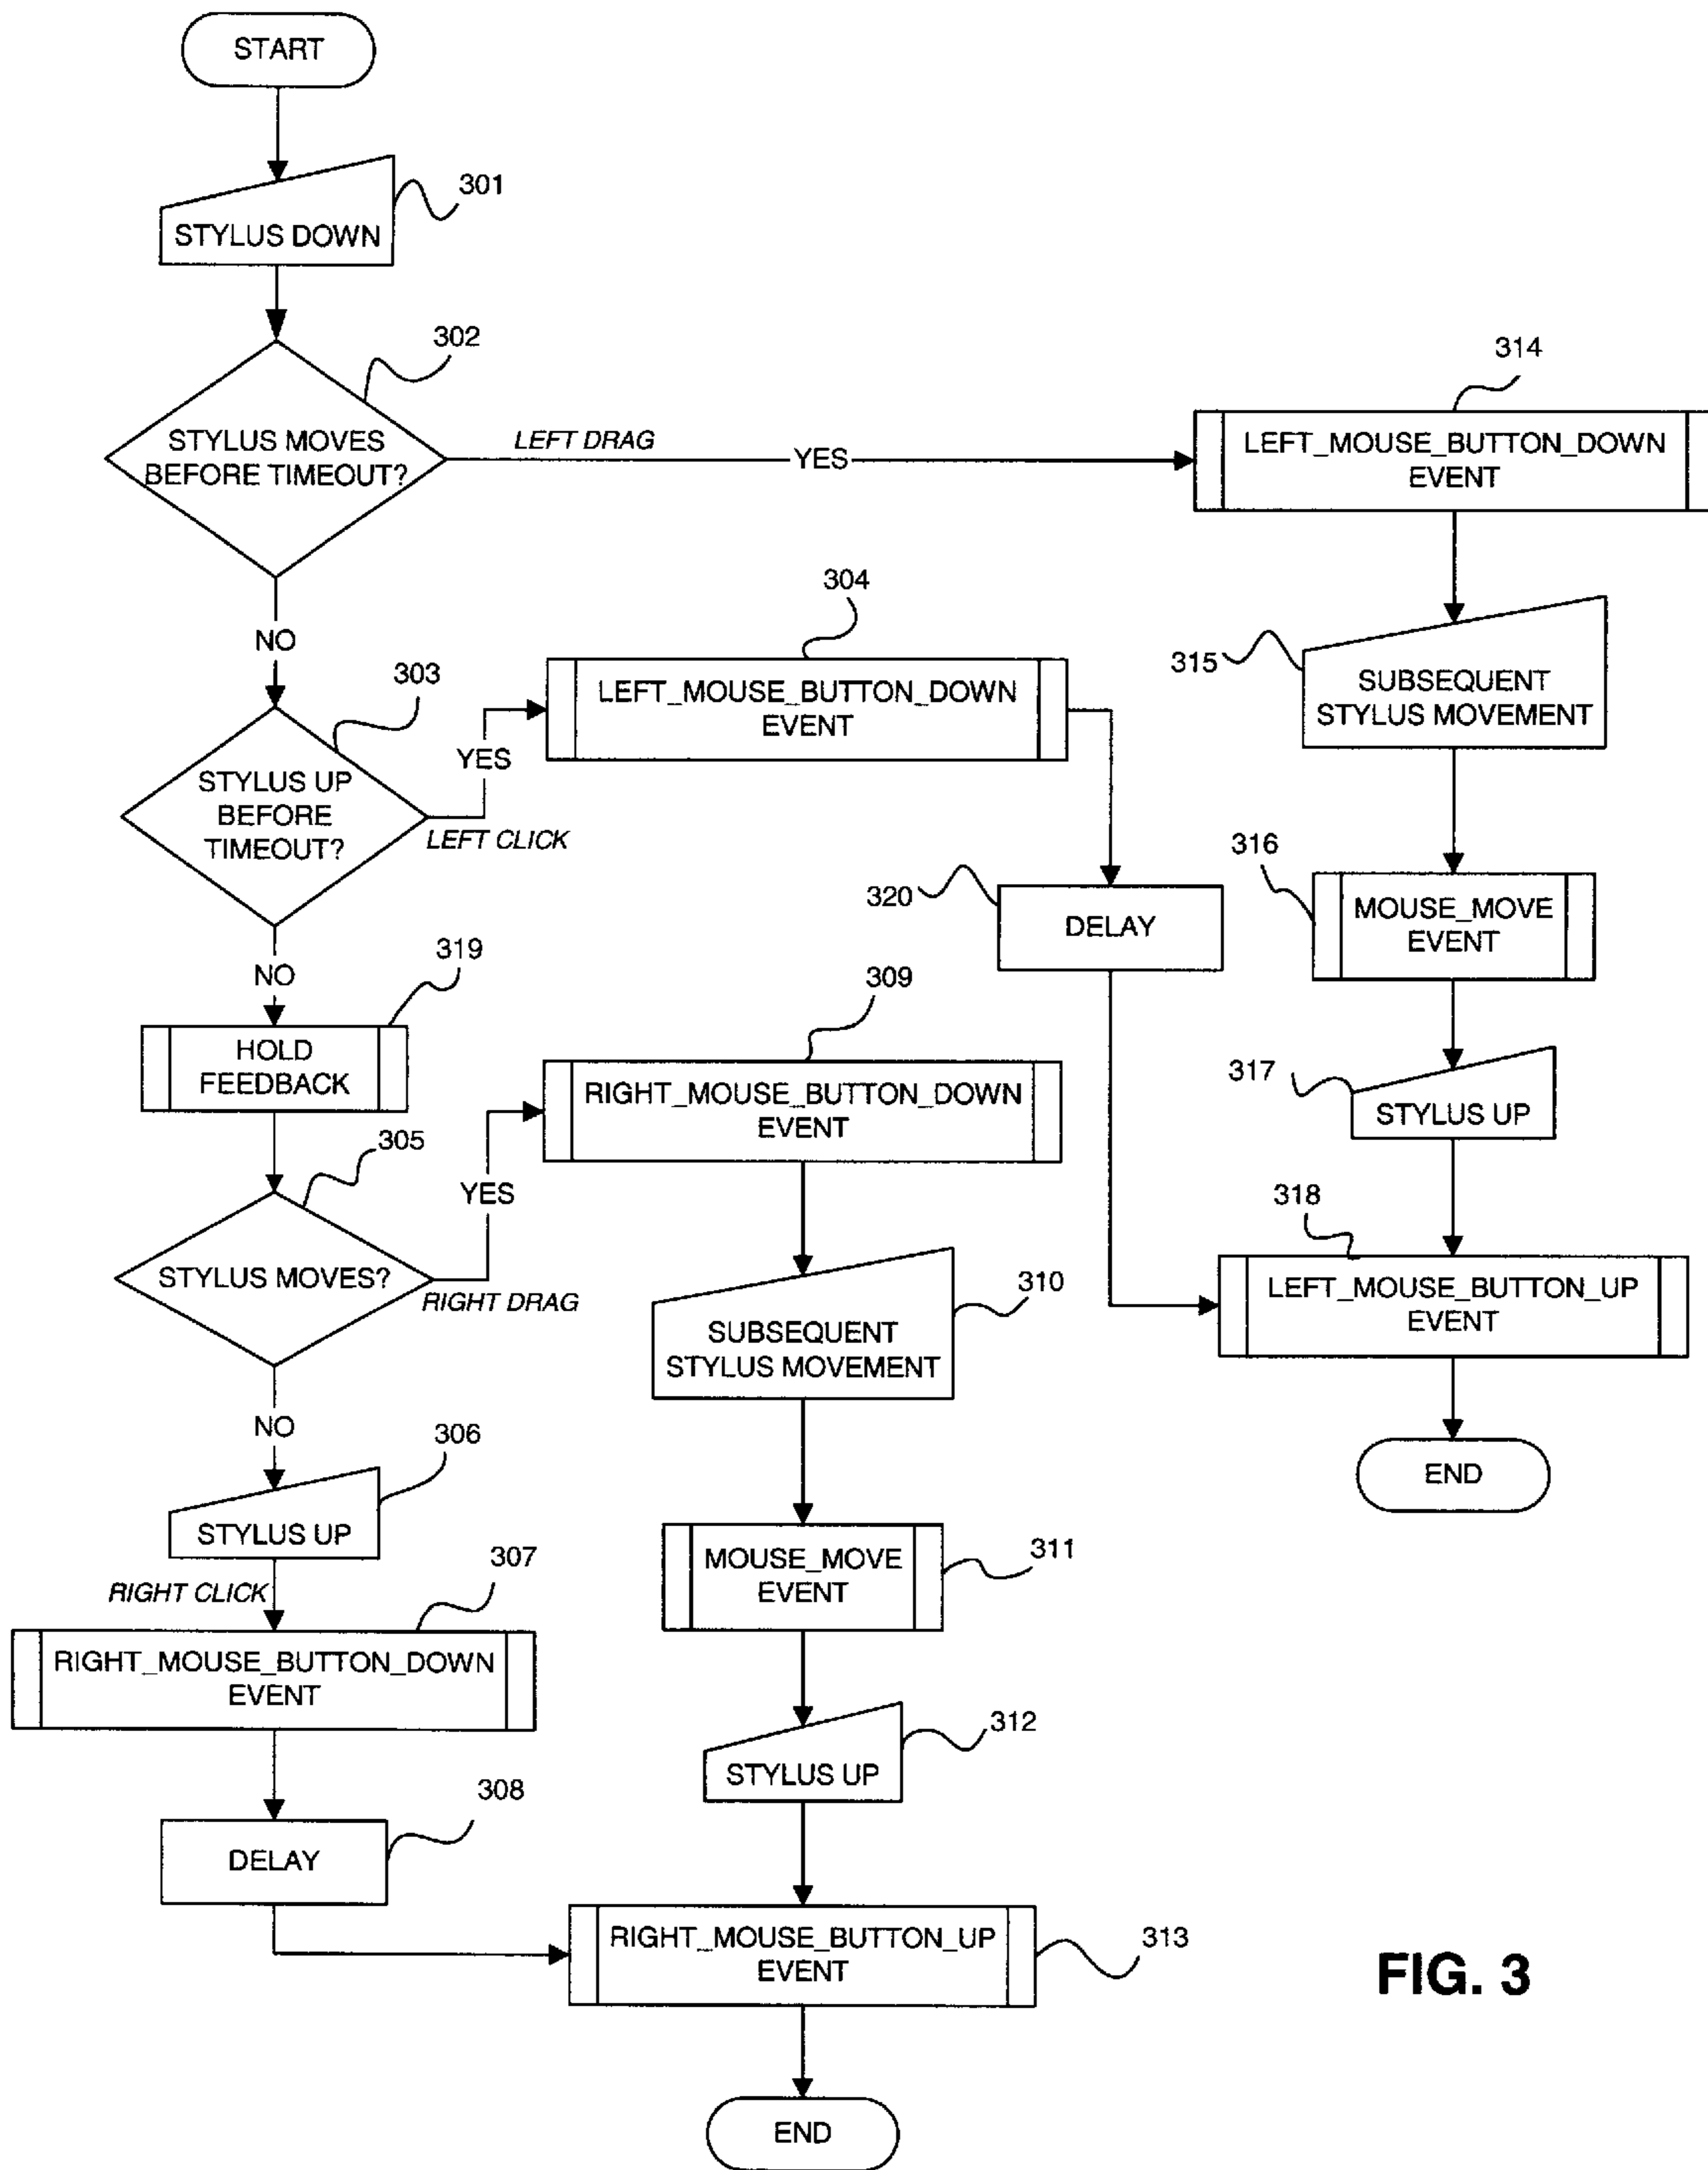 START
301
STYLUS DOWN
302
STYLUS MOVES
BEFORE TIMEOUT?
LEFT DRAG
YES
314
LEFT_MOUSE_BUTTON_DOWN
EVENT
NO
303
STYLUS UP
BEFORE
TIMEOUT?
YES
LEFT CLICK
304
LEFT_MOUSE_BUTTON_DOWN
EVENT
315
SUBSEQUENT
STYLUS MOVEMENT
320
DELAY
316
MOUSE_MOVE
EVENT
NO
319
HOLD
FEEDBACK
309
RIGHT_MOUSE_BUTTON_DOWN
EVENT
317
STYLUS UP
305
STYLUS MOVES?
YES
RIGHT DRAG
310
SUBSEQUENT
STYLUS MOVEMENT
318
LEFT_MOUSE_BUTTON_UP
EVENT
END
NO
306
STYLUS UP
RIGHT CLICK
307
RIGHT_MOUSE_BUTTON_DOWN
EVENT
311
MOUSE_MOVE
EVENT
312
STYLUS UP
308
DELAY
313
RIGHT_MOUSE_BUTTON_UP
EVENT
END
FIG. 3